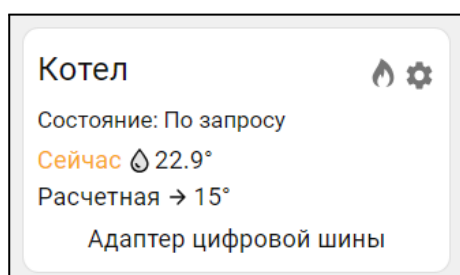 Котел
Состояние: По запросу
Сейчас 22.9°
Расчетная → 15°
Адаптер цифровой шины